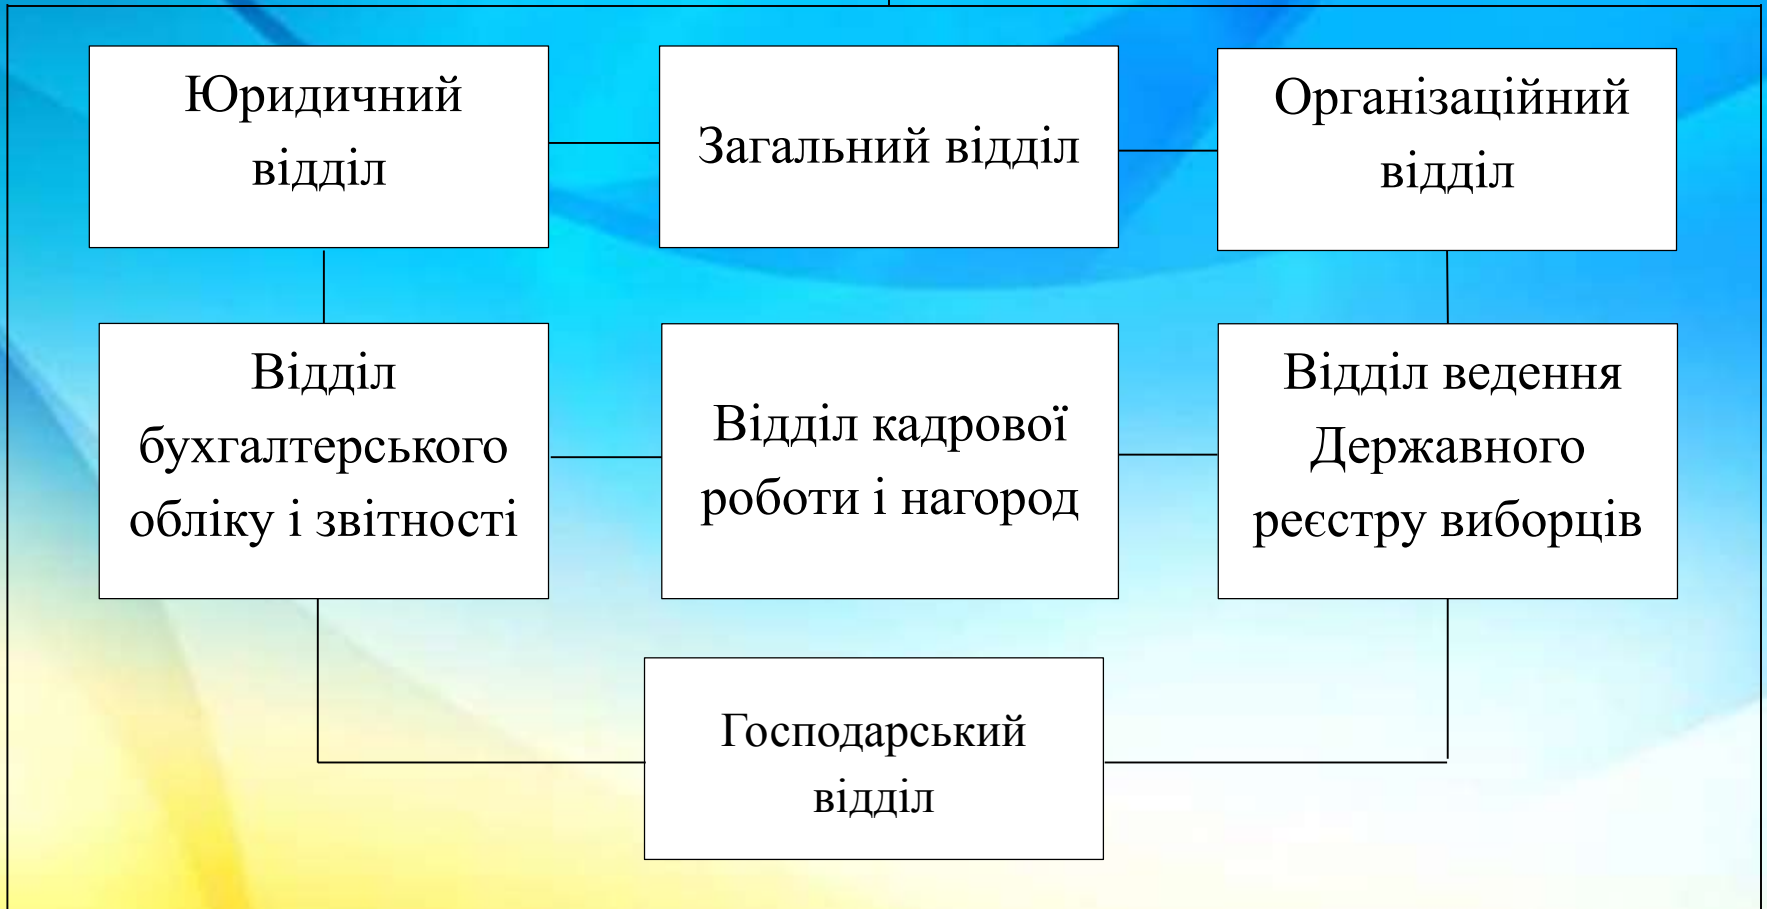 Юридичний
відділ
Загальний відділ
Організаційний
відділ
Відділ
бухгалтерського
обліку і звітності
Відділ кадрової
роботи і нагород
Відділ ведення
Державного
реєстру виборців
Господарський
відділ